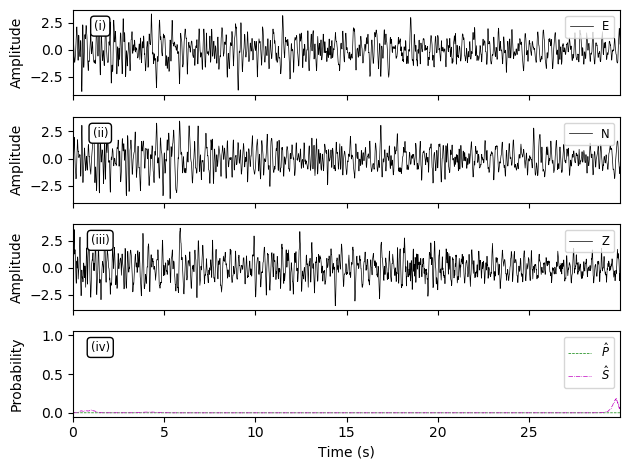 2.5
0.0
−2.5
Amplitude
(i)
E
2.5
0.0
−2.5
Amplitude
(ii)
N
2.5
0.0
−2.5
Amplitude
(iii)
Z
1.0
0.5
0.0
Probability
(iv)
P̂
Ŝ
0 5 10 15 20 25
Time (s)